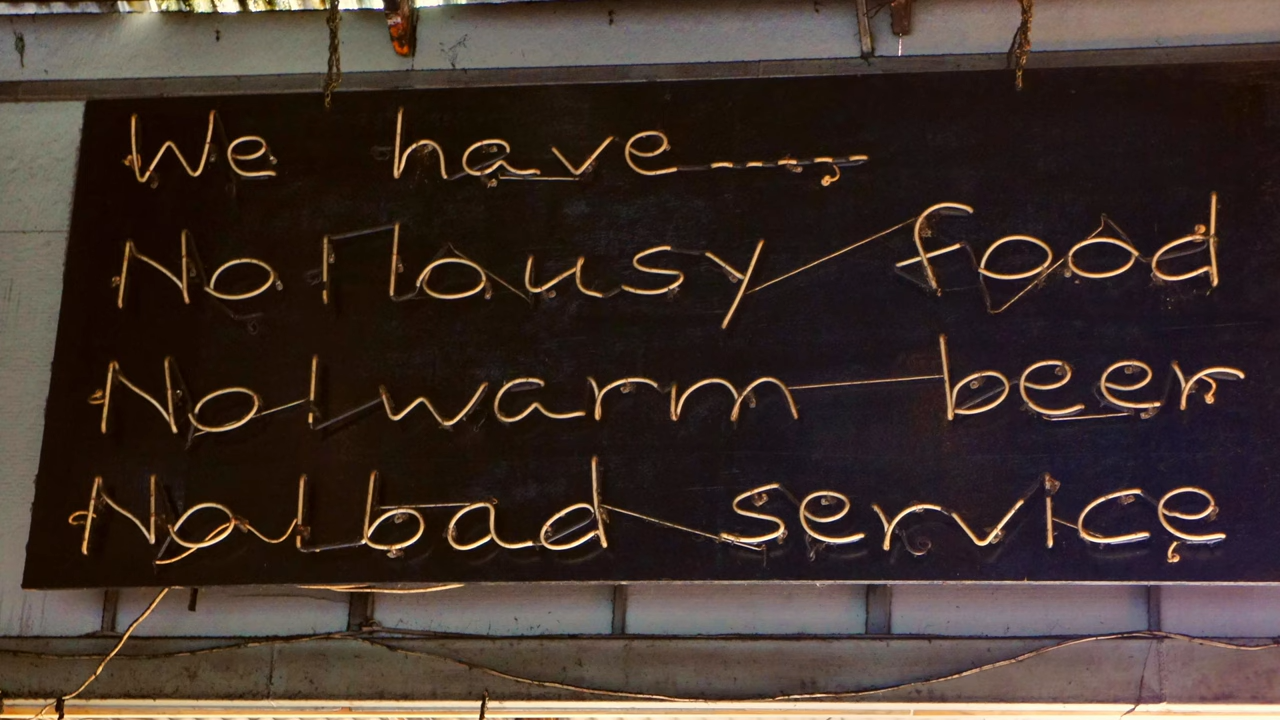 We have......
No lousy food
No warm beer
No bad service